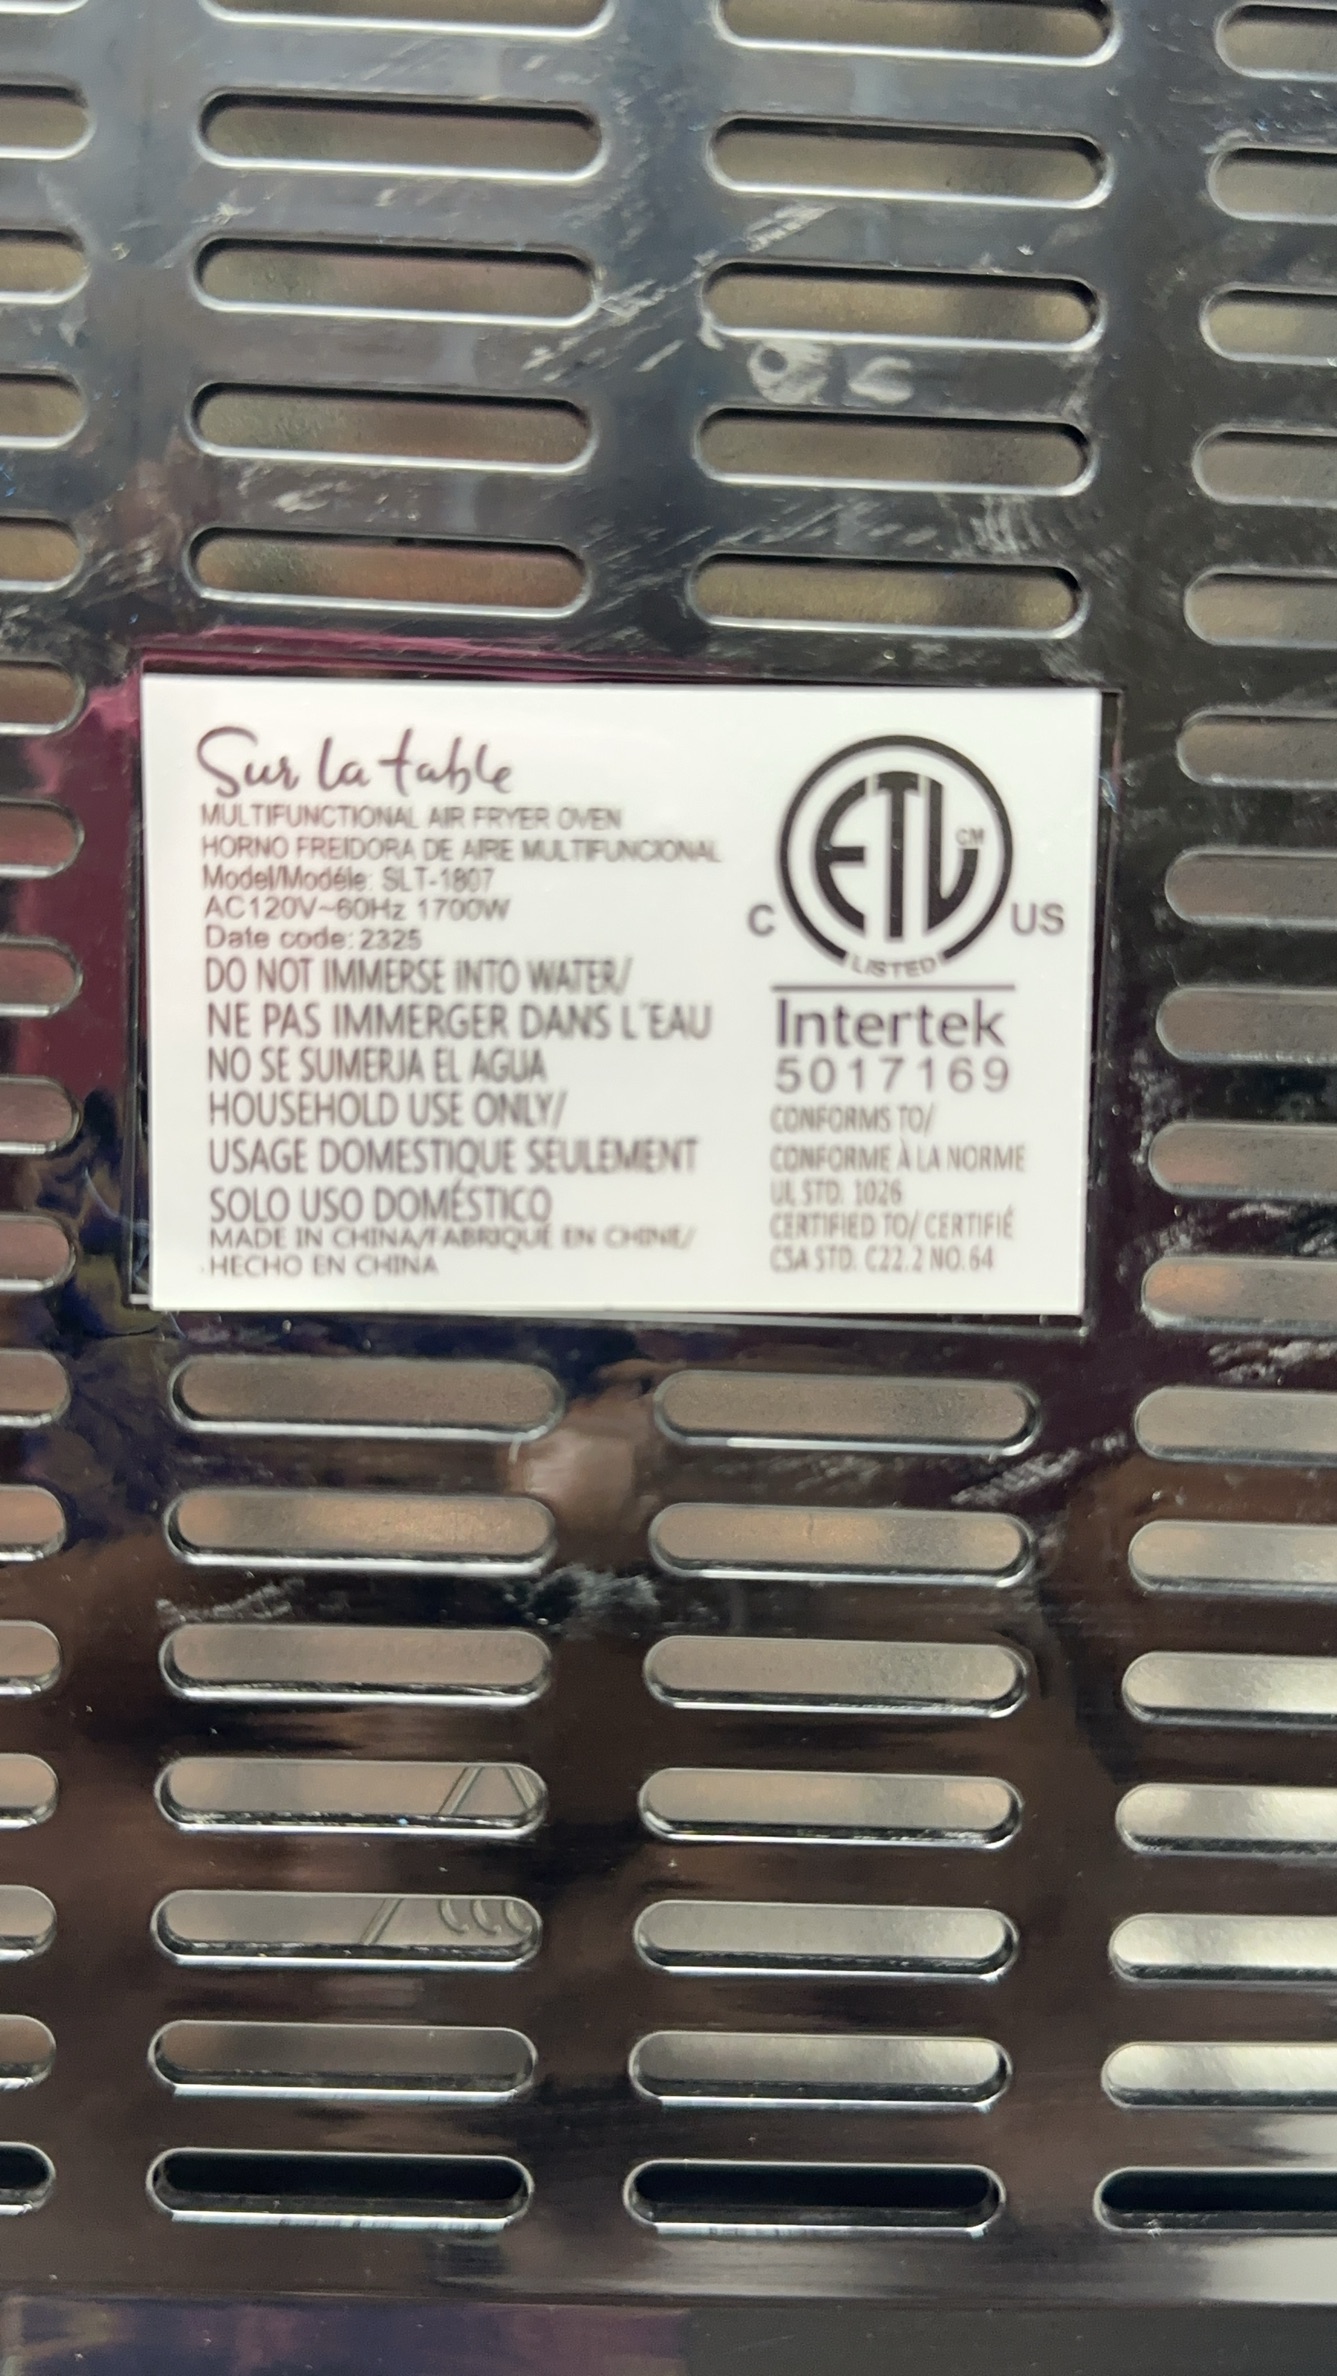 Sur la table
MULTIFUNCTIONAL AIR FRYER OVEN
HORNO FREIDORA DE AIRE MULTIFUNCIONAL
Model/Modéle: SLT-1807
AC120V~60Hz 1700W
Date code: 2325
DO NOT IMMERSE INTO WATER/
NE PAS IMMERGER DANS L'EAU
NO SE SUMERJA EL AGUA
HOUSEHOLD USE ONLY/
USAGE DOMESTIQUE SEULEMENT
SOLO USO DOMÉSTICO
MADE IN CHINA/FABRIQUÉ EN CHINE/
HECHO EN CHINA
ETL CM
C US
LISTED
Intertek
5017169
CONFORMS TO/
CONFORME À LA NORME
UL STD. 1026
CERTIFIED TO/ CERTIFIÉ
CSA STD. C22.2 NO.64